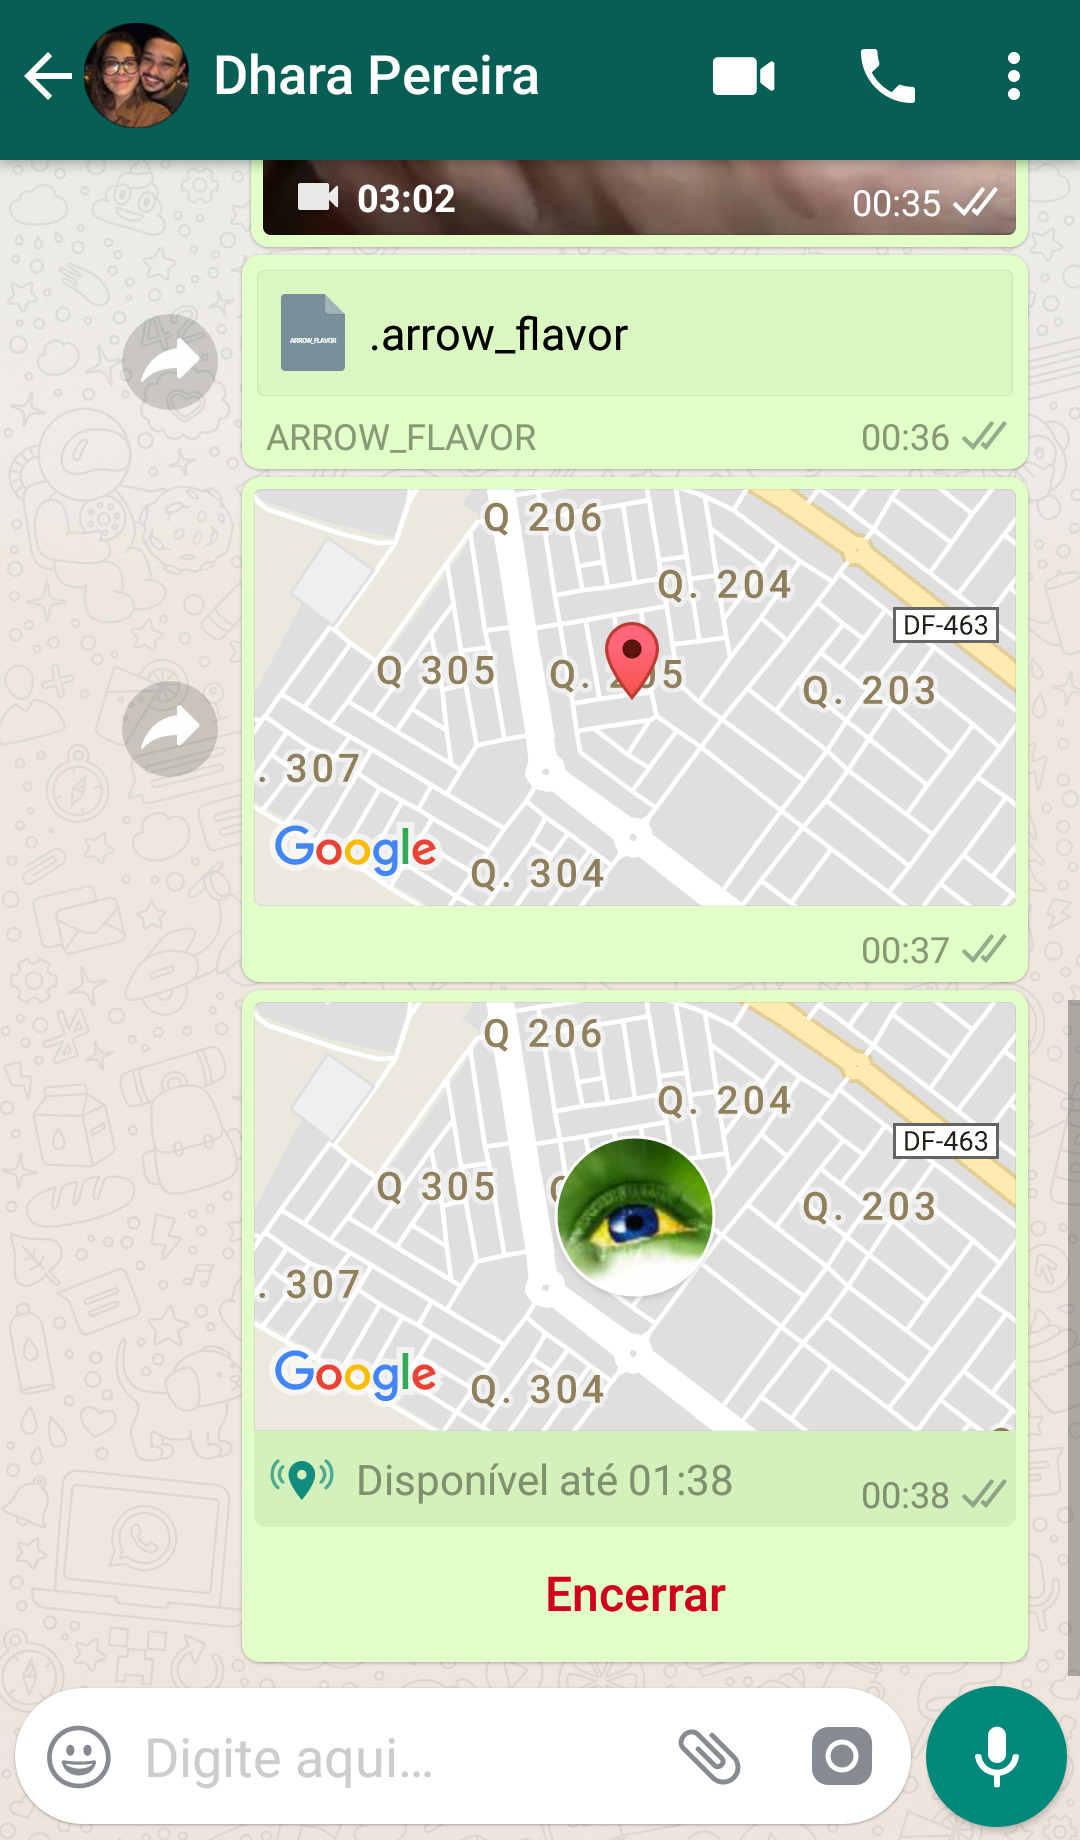 Dhara Pereira
03:02
00:35
ARROW_FLAVOR
.arrow_flavor
ARROW_FLAVOR
00:36
Q 206
Q. 204
DF-463
Q 305
Q. 205
Q. 203
. 307
Google
Q. 304
00:37
Q 206
Q. 204
DF-463
Q 305
Q. 203
. 307
Google
Q. 304
Disponível até 01:38
00:38
Encerrar
Digite aqui...